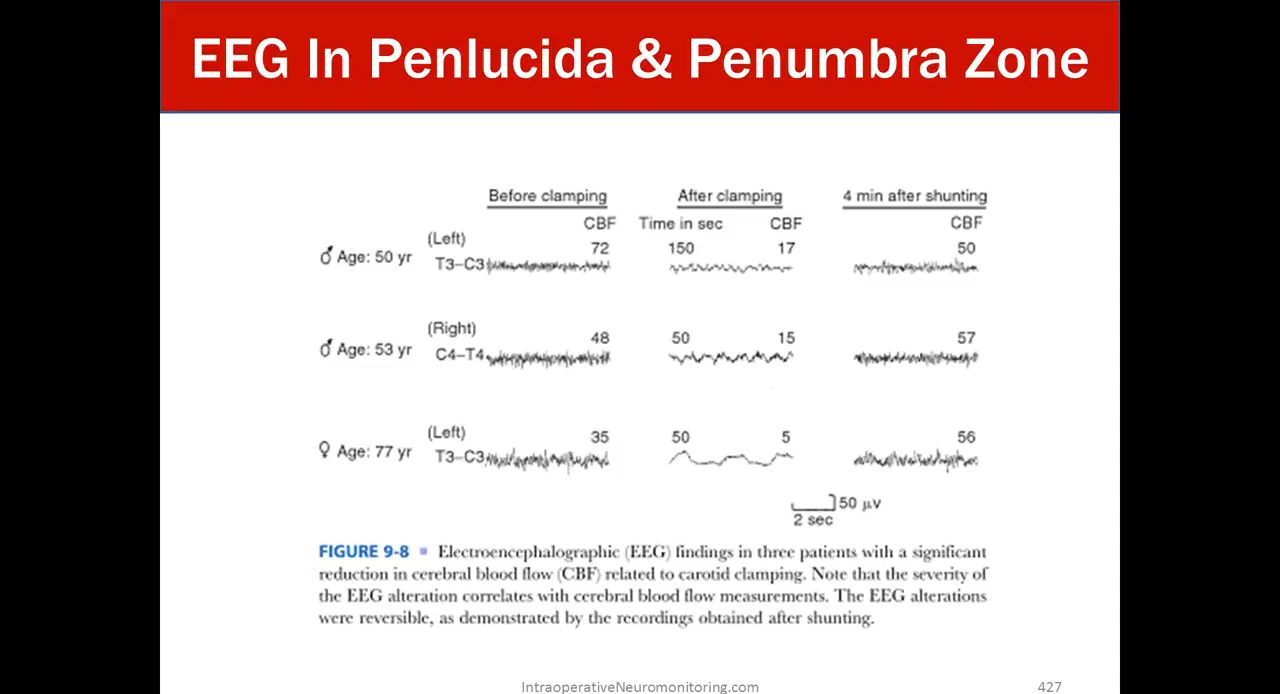 EEG In Penlucida & Penumbra Zone
Before clamping After clamping 4 min after shunting
CBF Time in sec CBF CBF
(Left) 72 150 17 50
♂ Age: 50 yr T3–C3
(Right) 48 50 15 57
♂ Age: 53 yr C4–T4
(Left) 35 50 5 56
♀ Age: 77 yr T3–C3
50 μv
2 sec
FIGURE 9-8 ■ Electroencephalographic (EEG) findings in three patients with a significant
reduction in cerebral blood flow (CBF) related to carotid clamping. Note that the severity of
the EEG alteration correlates with cerebral blood flow measurements. The EEG alterations
were reversible, as demonstrated by the recordings obtained after shunting.
IntraoperativeNeuromonitoring.com 427